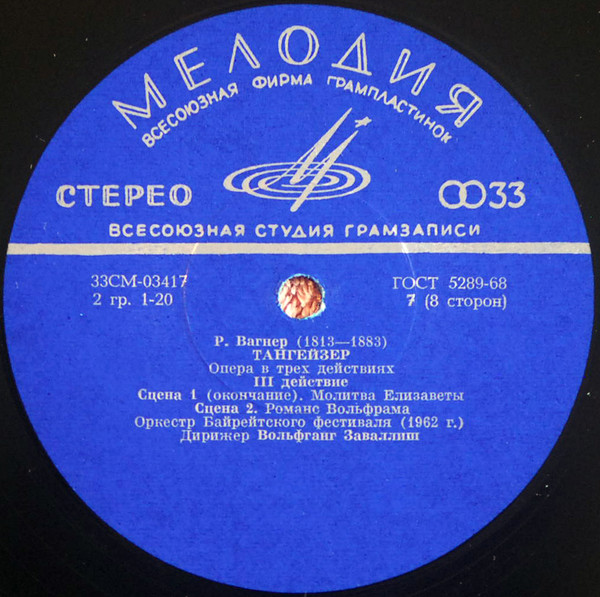 МЕЛОДИЯ
ВСЕСОЮЗНАЯ ФИРМА ГРАМПЛАСТИНОК
СТЕРЕО
33
ВСЕСОЮЗНАЯ СТУДИЯ ГРАМЗАПИСИ
33СМ-03417
ГОСТ 5289-68
2 гр. 1-20
7 (8 сторон)
Р. Вагнер (1813—1883)
ТАНГЕЙЗЕР
Опера в трех действиях
III действие
Сцена 1 (окончание). Молитва Елизаветы
Сцена 2. Романс Вольфрама
Оркестр Байрейтского фестиваля (1962 г.)
Дирижер Вольфганг Заваллиш